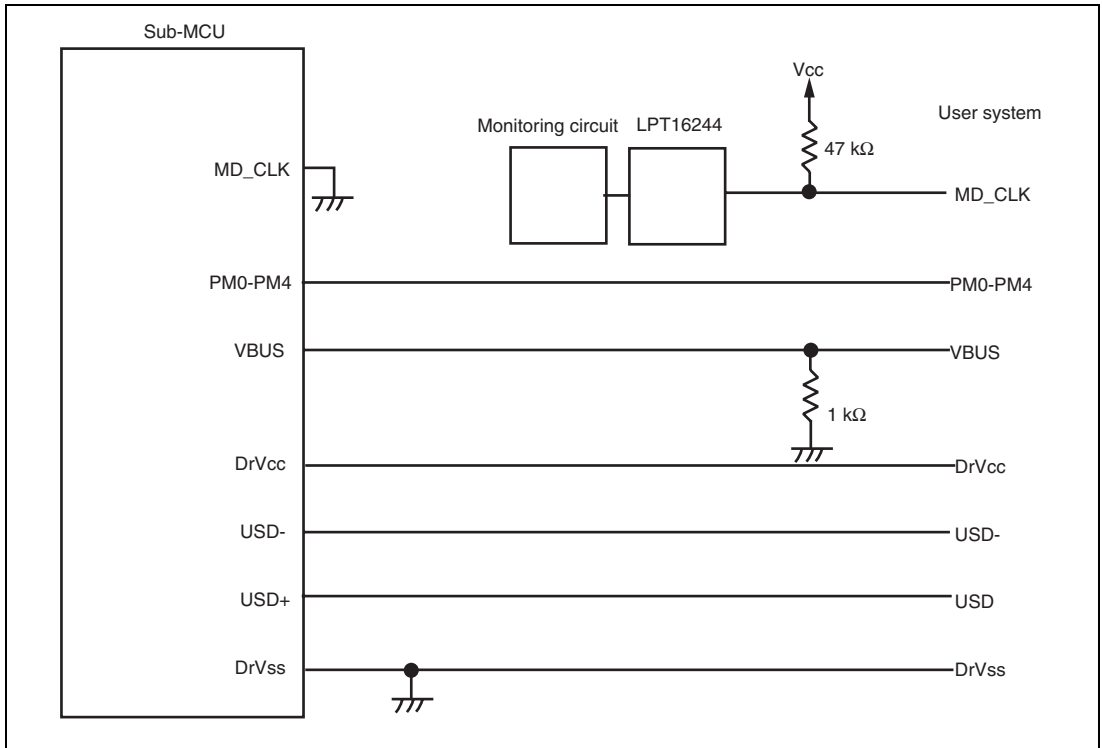 Sub-MCU
Vcc
User system
Monitoring circuit LPT16244
47 kΩ
MD_CLK
MD_CLK
PM0-PM4
PM0-PM4
VBUS
VBUS
1 kΩ
DrVcc
DrVcc
USD-
USD-
USD+
USD
DrVss
DrVss